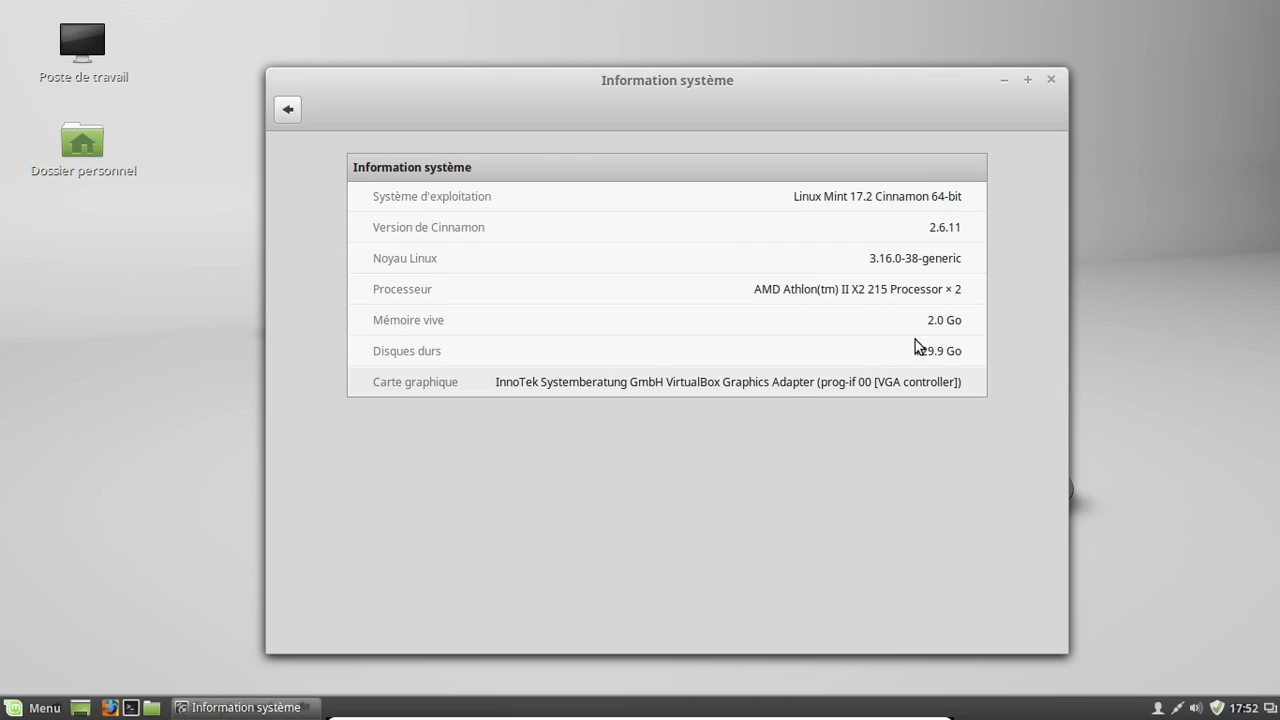 Poste de travail
Dossier personnel
Information système
Information système
Système d'exploitation Linux Mint 17.2 Cinnamon 64-bit
Version de Cinnamon 2.6.11
Noyau Linux 3.16.0-38-generic
Processeur AMD Athlon(tm) II X2 215 Processor × 2
Mémoire vive 2.0 Go
Disques durs Go
Carte graphique InnoTek Systemberatung GmbH VirtualBox Graphics Adapter (prog-if 00 [VGA controller])
Menu Information système 17:52